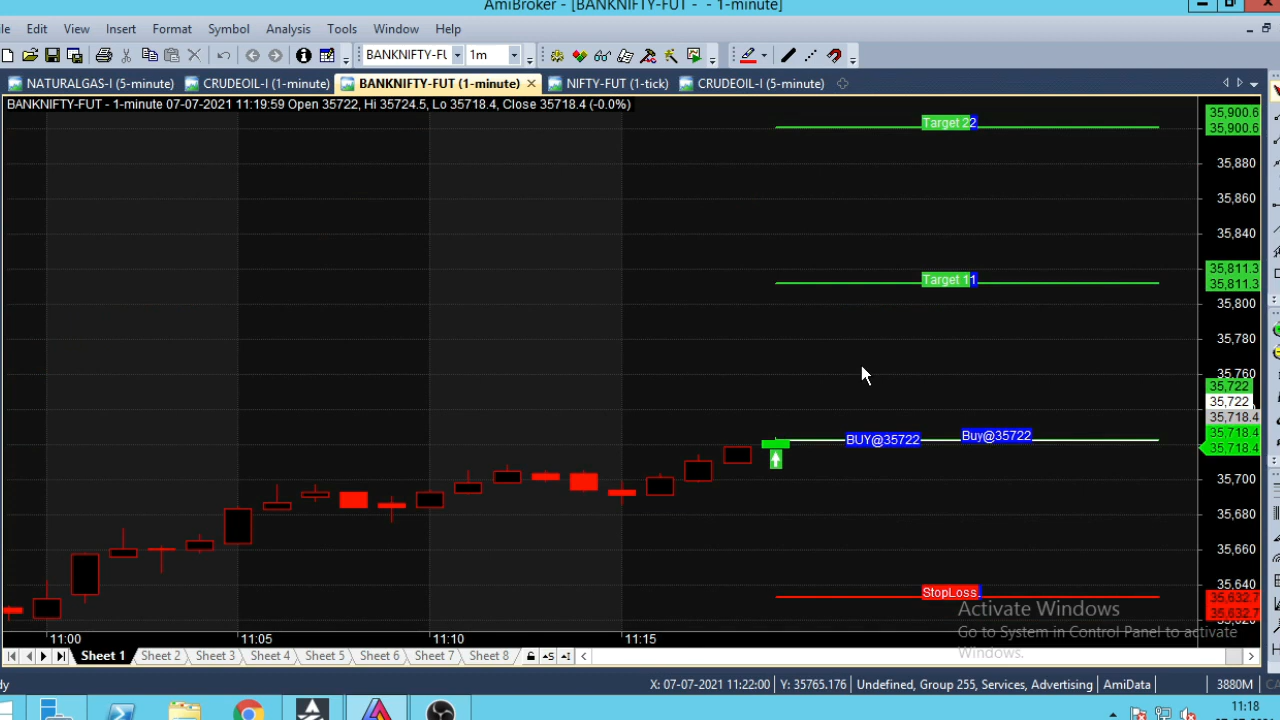 AmiBroker - [BANKNIFTY-FUT - - 1-minute]
Edit View Insert Format Symbol Analysis Tools Window Help
BANKNIFTY-FU 1m
NATURALGAS-I (5-minute) CRUDEOIL-I (1-minute) BANKNIFTY-FUT (1-minute) NIFTY-FUT (1-tick) CRUDEOIL-I (5-minute)
BANKNIFTY-FUT - 1-minute 07-07-2021 11:19:59 Open 35722, Hi 35724.5, Lo 35718.4, Close 35718.4 (-0.0%)
35,900.6
Target 22
35,900.6
35,880
35,860
35,840
35,811.3
Target 11
35,811.3
35,800
35,780
35,760
35,722
35,722
35,718.4
35,718.4
BUY@35722 Buy@35722
35,718.4
35,700
35,680
35,660
35,640
StopLoss
35,632.7
35,632.7
Activate Windows
Go to System in Control Panel to activate
Windows.
11:00 11:05 11:10 11:15
Sheet 1 Sheet 2 Sheet 3 Sheet 4 Sheet 5 Sheet 6 Sheet 7 Sheet 8
X: 07-07-2021 11:22:00 Y: 35765.176 Undefined, Group 255, Services, Advertising AmiData 3880M
11:18